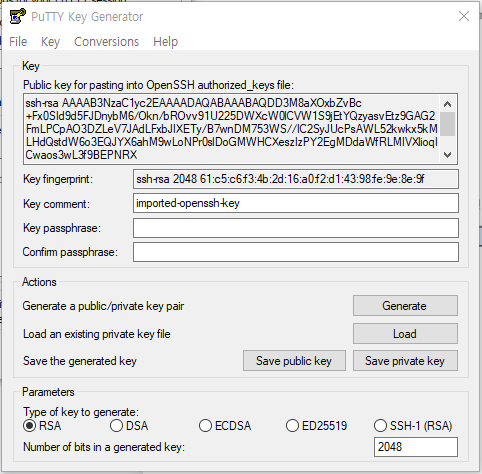 PuTTY Key Generator
File Key Conversions Help
Key
Public key for pasting into OpenSSH authorized_keys file:
ssh-rsa AAAAB3NzaC1yc2EAAAADAQABAAABAQDD3M8aXOxbZvBc
+Fx0Sld9d5FJDnybM6/Okn/bROvv91U225DWXcW0ICVW1S9jEtYQzyasvEtz9GAG2
FmLPCpAO3DZLeV7JAdLFxbJIXETy/B7wnDM753WS//IC2SyJUcPsAWL52kwkx5kM
LHdQstdW6o3EQJYX6ahM9wLoNPr0slDoGMWHCXeszIzPY2EgMDdaWfRLMIVXlioqI
Cwaos3wL3f9BEPNRX
Key fingerprint: ssh-rsa 2048 61:c5:c6:f3:4b:2d:16:a0:f2:d1:43:98:fe:9e:8e:9f
Key comment: imported-openssh-key
Key passphrase:
Confirm passphrase:
Actions
Generate a public/private key pair Generate
Load an existing private key file Load
Save the generated key Save public key Save private key
Parameters
Type of key to generate:
RSA DSA ECDSA ED25519 SSH-1 (RSA)
Number of bits in a generated key: 2048